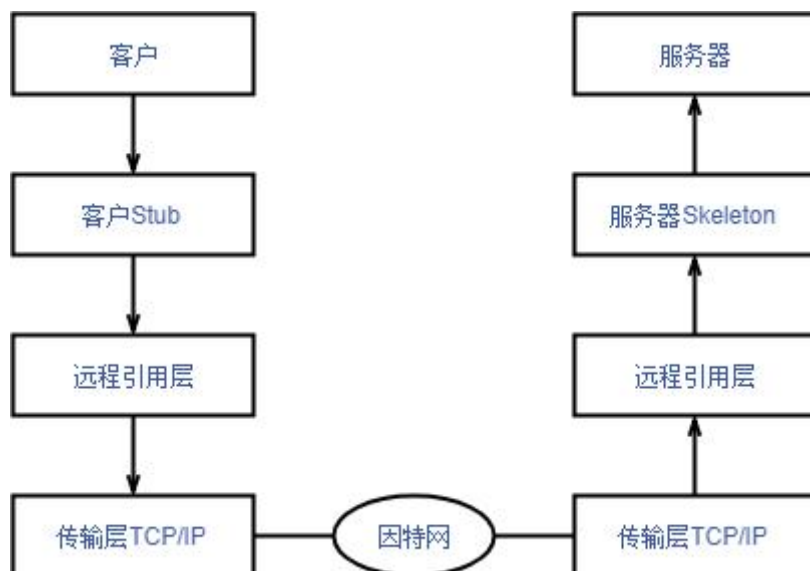 客户
服务器
客户Stub
服务器Skeleton
远程引用层
远程引用层
传输层TCP/IP
因特网
传输层TCP/IP